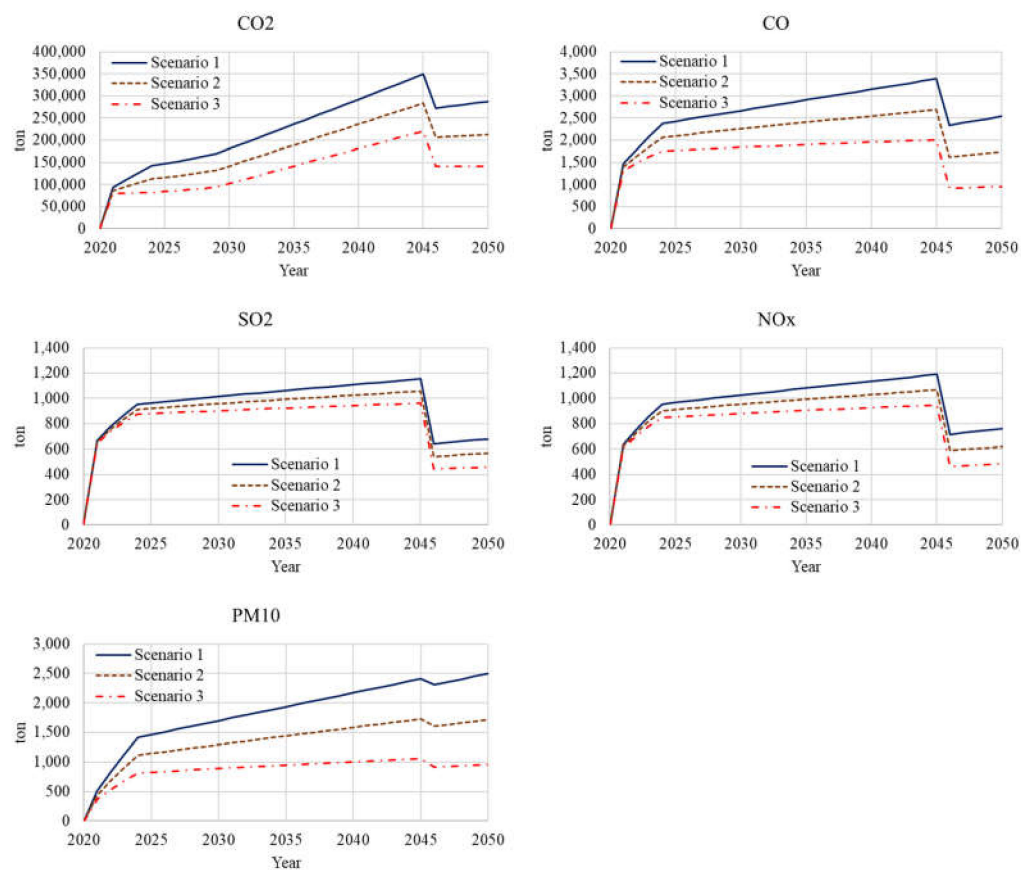 CO2
400,000
350,000
300,000
250,000
200,000
150,000
100,000
50,000
0
ton
Scenario 1
Scenario 2
Scenario 3
2020 2025 2030 2035 2040 2045 2050
Year
CO
4,000
3,500
3,000
2,500
2,000
1,500
1,000
500
0
ton
Scenario 1
Scenario 2
Scenario 3
2020 2025 2030 2035 2040 2045 2050
Year
SO2
1,400
1,200
1,000
800
600
400
200
0
ton
Scenario 1
Scenario 2
Scenario 3
2020 2025 2030 2035 2040 2045 2050
Year
NOx
1,400
1,200
1,000
800
600
400
200
0
ton
Scenario 1
Scenario 2
Scenario 3
2020 2025 2030 2035 2040 2045 2050
Year
PM10
3,000
2,500
2,000
1,500
1,000
500
0
ton
Scenario 1
Scenario 2
Scenario 3
2020 2025 2030 2035 2040 2045 2050
Year